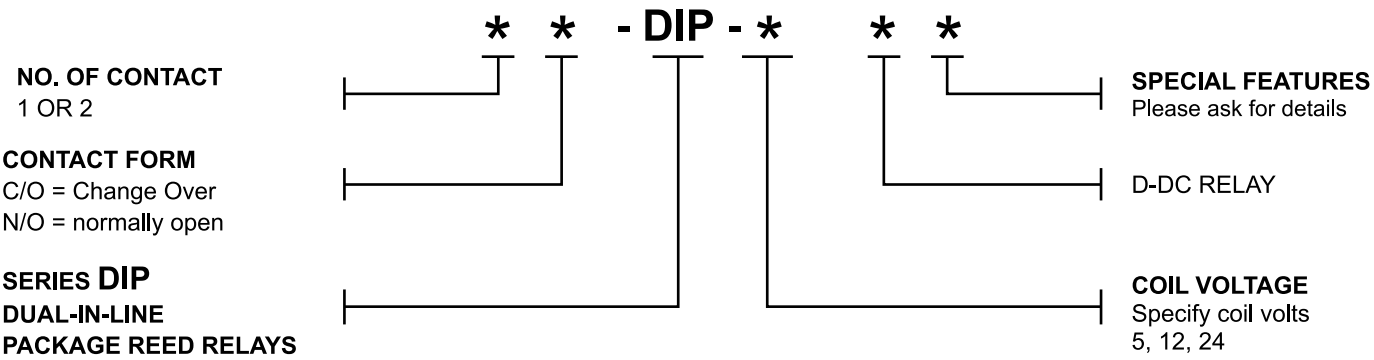 * * - DIP - * * *
NO. OF CONTACT
1 OR 2
CONTACT FORM
C/O = Change Over
N/O = normally open
SERIES DIP
DUAL-IN-LINE
PACKAGE REED RELAYS
SPECIAL FEATURES
Please ask for details
D-DC RELAY
COIL VOLTAGE
Specify coil volts
5, 12, 24